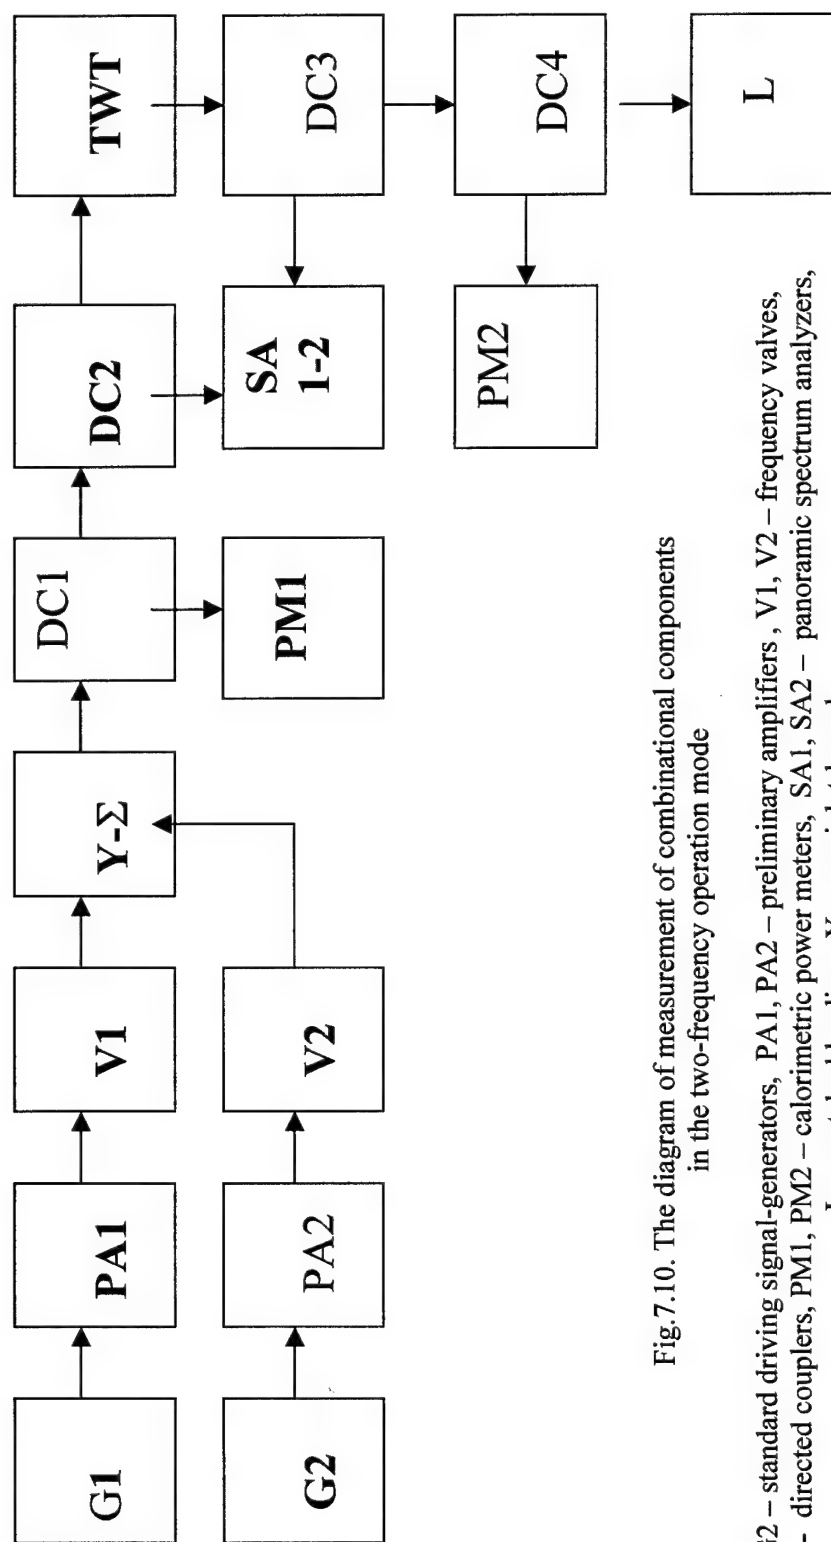 G1
PA1
V1
Y-Σ
DC1
DC2
TWT
G2
PA2
V2
PM1
SA
1-2
DC3
PM2
DC4
L
Fig.7.10. The diagram of measurement of combinational components
in the two-frequency operation mode
G2 – standard driving signal-generators, PA1, PA2 – preliminary amplifiers , V1, V2 – frequency valves,
- directed couplers, PM1, PM2 – calorimetric power meters, SA1, SA2 – panoramic spectrum analyzers,